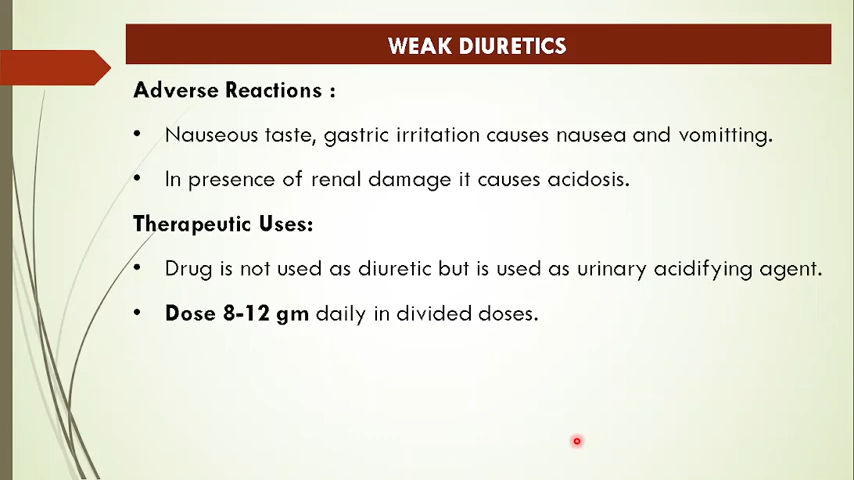 WEAK DIURETICS
Adverse Reactions :
• Nauseous taste, gastric irritation causes nausea and vomitting.
• In presence of renal damage it causes acidosis.
Therapeutic Uses:
• Drug is not used as diuretic but is used as urinary acidifying agent.
• Dose 8-12 gm daily in divided doses.